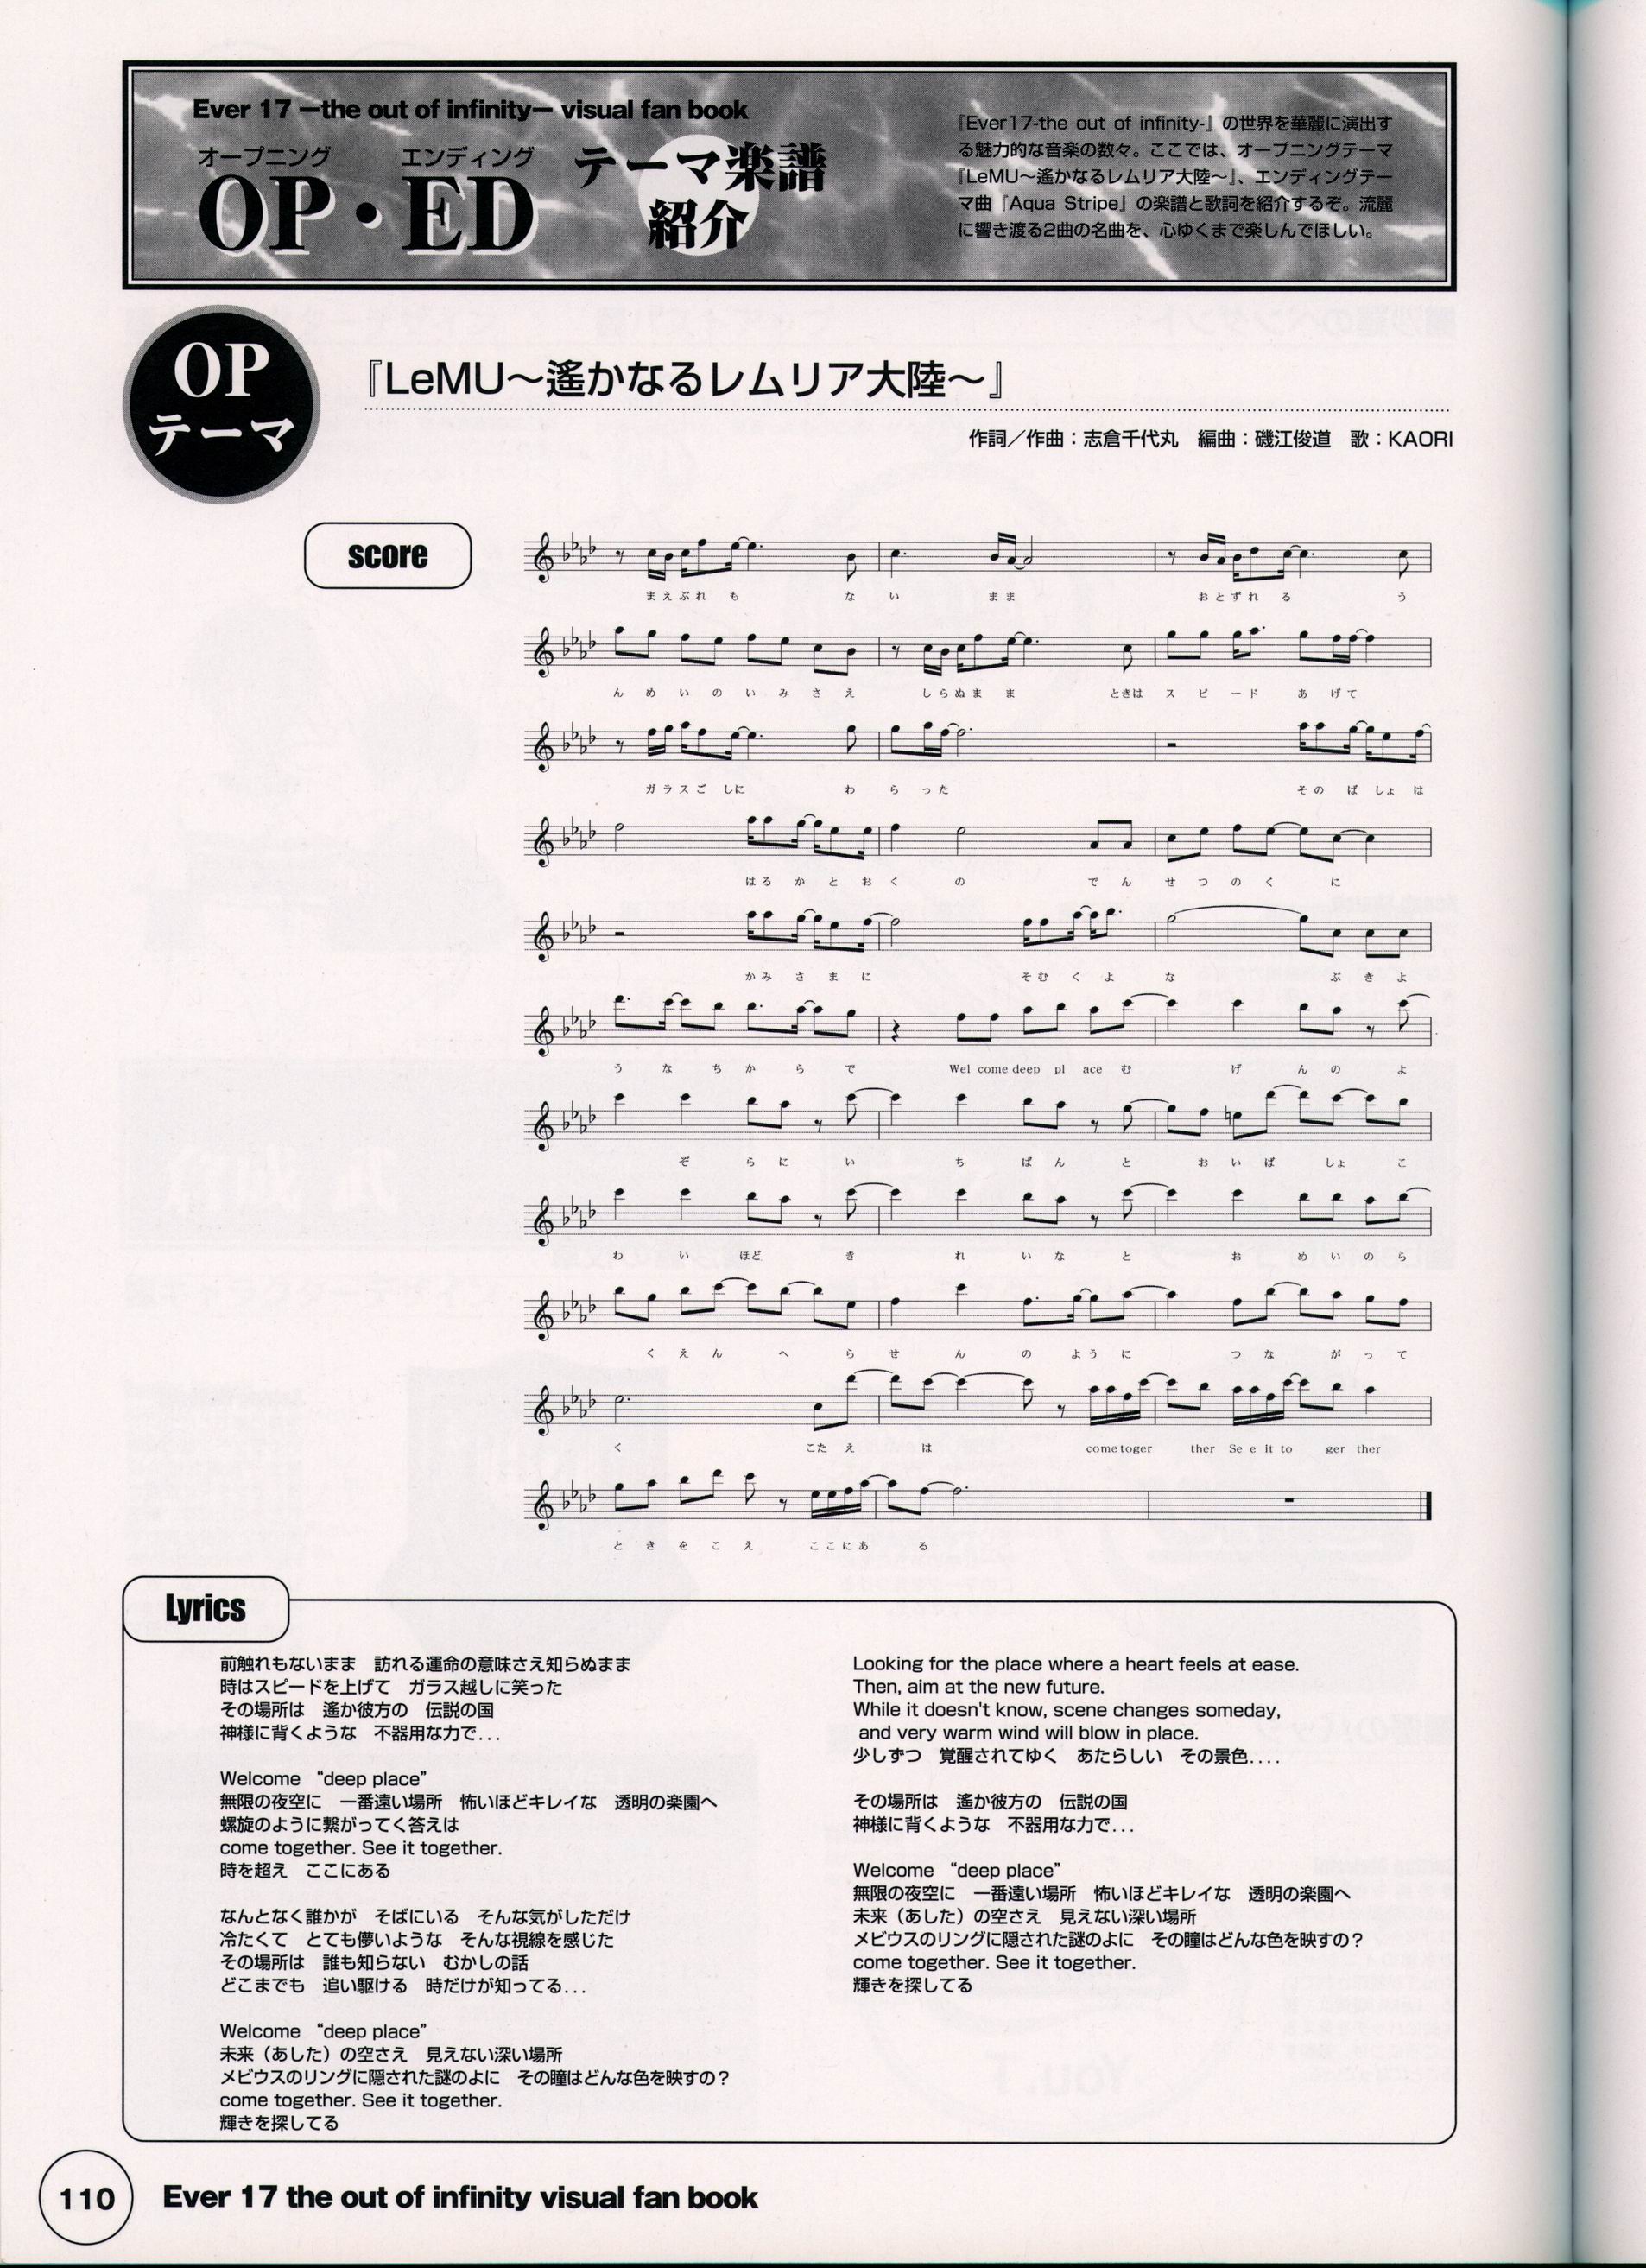 Ever 17 —the out of infinity— visual fan book
オープニング エンディング
OP・ED テーマ楽譜紹介
『Ever17-the out of infinity-』の世界を華麗に演出す
る魅力的な音楽の数々。ここでは、オープニングテーマ
『LeMU〜遙かなるレムリア大陸〜』、エンディングテー
マ曲『Aqua Stripe』の楽譜と歌詞を紹介するぞ。流麗
に響き渡る2曲の名曲を、心ゆくまで楽しんでほしい。
OP
テーマ
『LeMU〜遙かなるレムリア大陸〜』
作詞／作曲：志倉千代丸　編曲：磯江俊道　歌：KAORI
score
まえぶれ も な い まま おとずれ る う
ん め い の い み さ え しらぬま ま ときは ス ピ ー ド あ げて
ガラスご しに わ ら った その ば しょ は
はる か と お く の で ん せ つ の く に
かみ さ ま に そむ く よ な ぶ き よ
う な ち か ら で Wel come deep pl ace む げ ん の よ
ぞ ら に い ち ば ん と お い ば しょ こ
わ い ほど き れ い な と お め い の ら
く え ん へ ら せ ん の よう に つ な が っ て
く こた え は come toger ther Se e it to ger ther
と き を こ え ここにあ る
Lyrics
前触れもないまま　訪れる運命の意味さえ知らぬまま
時はスピードを上げて　ガラス越しに笑った
その場所は　遙か彼方の　伝説の国
神様に背くような　不器用な力で...
Welcome “deep place”
無限の夜空に　一番遠い場所　怖いほどキレイな　透明の楽園へ
螺旋のように繋がってく答えは
come together. See it together.
時を超え　ここにある
なんとなく誰かが　そばにいる　そんな気がしただけ
冷たくて　とても儚いような　そんな視線を感じた
その場所は　誰も知らない　むかしの話
どこまでも　追い駆ける　時だけが知ってる...
Welcome “deep place”
未来（あした）の空さえ　見えない深い場所
メビウスのリングに隠された謎のよに　その瞳はどんな色を映すの？
come together. See it together.
輝きを探してる
Looking for the place where a heart feels at ease.
Then, aim at the new future.
While it doesn't know, scene changes someday,
and very warm wind will blow in place.
少しずつ　覚醒されてゆく　あたらしい　その景色....
その場所は　遙か彼方の　伝説の国
神様に背くような　不器用な力で...
Welcome “deep place”
無限の夜空に　一番遠い場所　怖いほどキレイな　透明の楽園へ
未来（あした）の空さえ　見えない深い場所
メビウスのリングに隠された謎のよに　その瞳はどんな色を映すの？
come together. See it together.
輝きを探してる
110
Ever 17 the out of infinity visual fan book